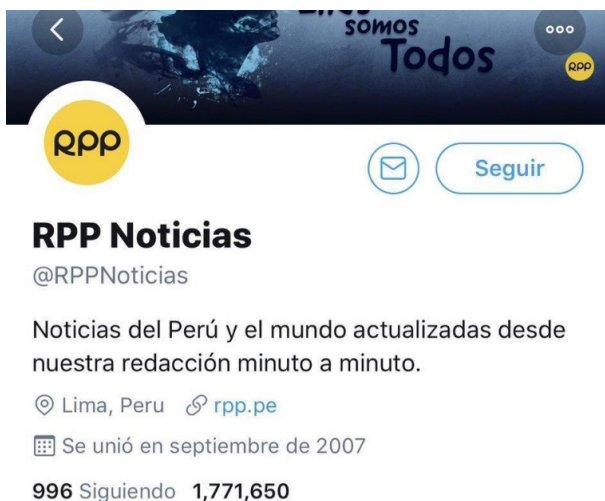 somos
Todos
RPP
RPP
Seguir
RPP Noticias
@RPPNoticias
Noticias del Perú y el mundo actualizadas desde
nuestra redacción minuto a minuto.
Lima, Peru rpp.pe
Se unió en septiembre de 2007
996 Siguiendo 1,771,650